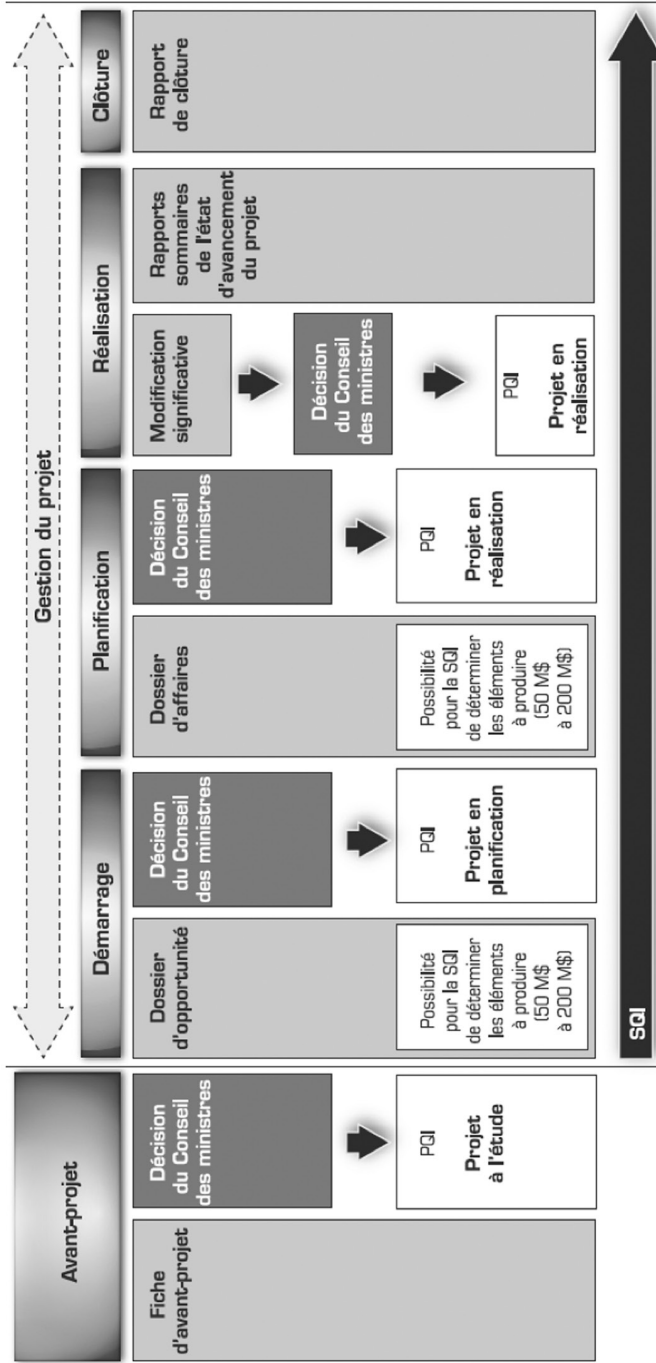 Gestion du projet
Avant-projet
Démarrage
Planification
Réalisation
Clôture
Fiche
d'avant-projet
Décision
du Conseil
des ministres
PQI
Projet
à l'étude
Dossier
d'opportunité
Possibilité
pour la SQI
de déterminer
les éléments
à produire
(50 M$
à 200 M$)
Décision
du Conseil
des ministres
PQI
Projet en
planification
Dossier
d'affaires
Possibilité
pour la SQI
de déterminer
les éléments
à produire
(50 M$
à 200 M$)
Décision
du Conseil
des ministres
PQI
Projet en
réalisation
Modification
significative
Décision
du Conseil
des ministres
PQI
Projet en
réalisation
Rapports
sommaires
de l'état
d'avancement
du projet
Rapport
de clôture
SQI